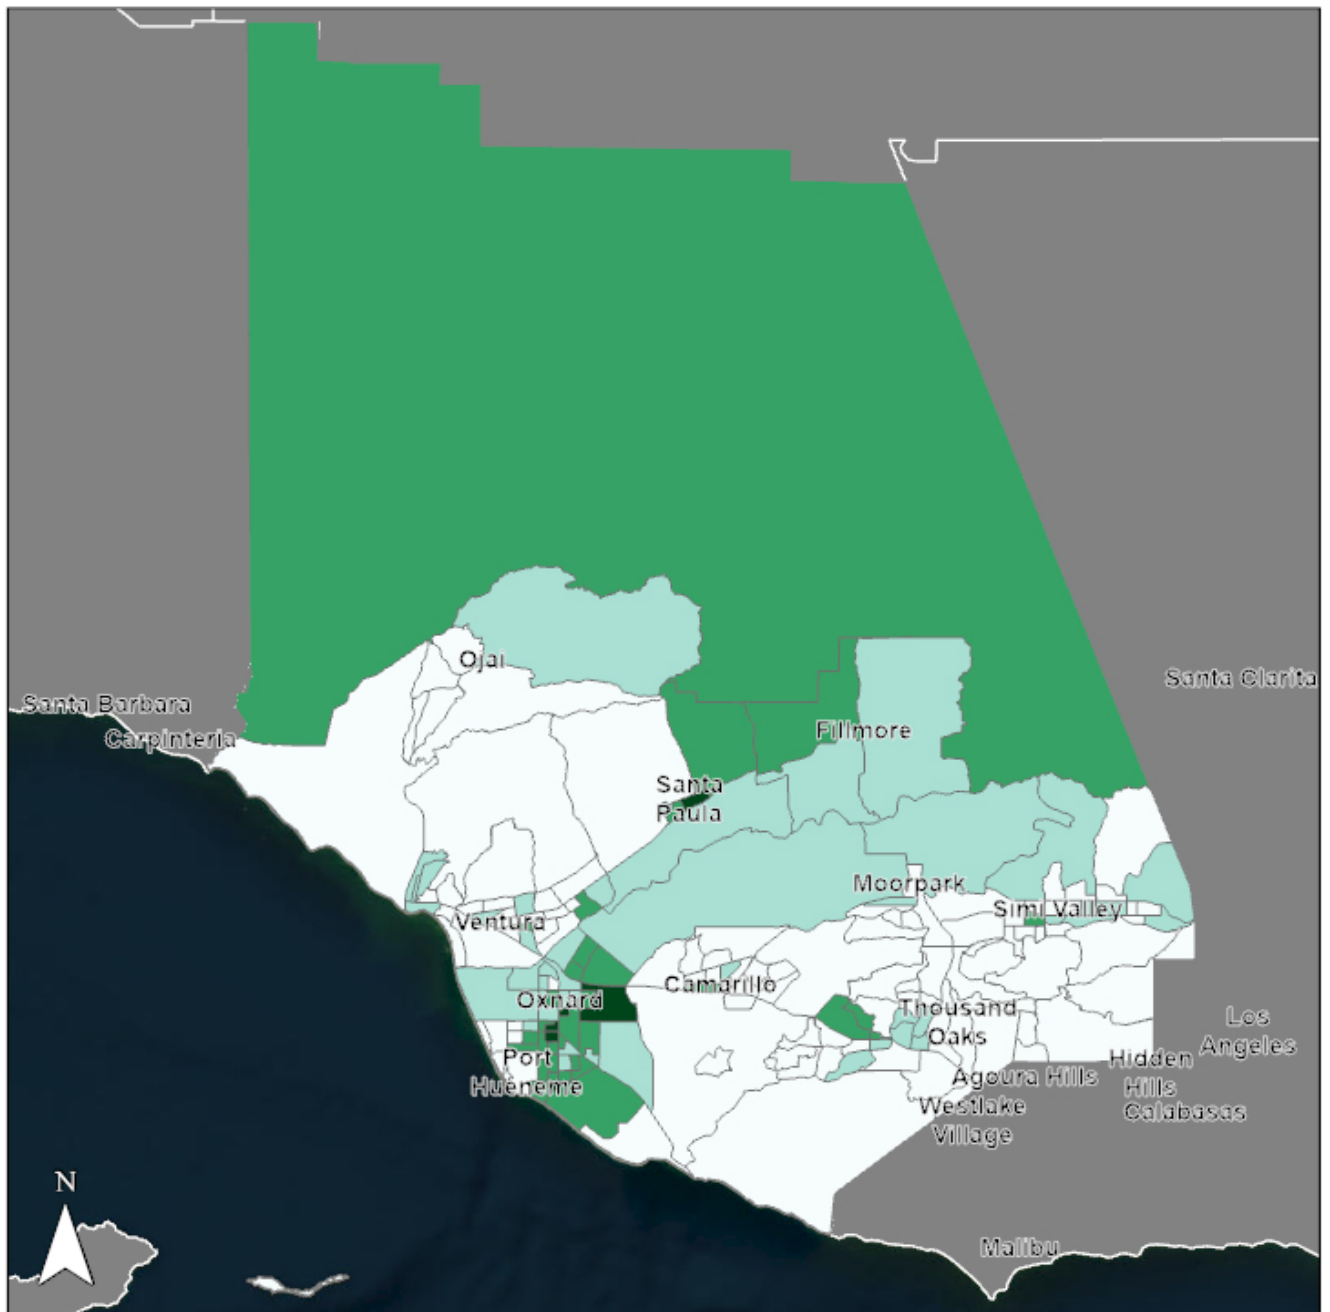 Ojai
Santa Clarita
Santa Barbara
Carpinteria
Fillmore
Santa
Paula
Moorpark
Simi Valley
Ventura
Camarillo
Oxnard
Thousand
Oaks
Los
Angeles
Port
Hueneme
Hidden
Hills
Calabasas
Agoura Hills
Westlake
Village
N
Malibu